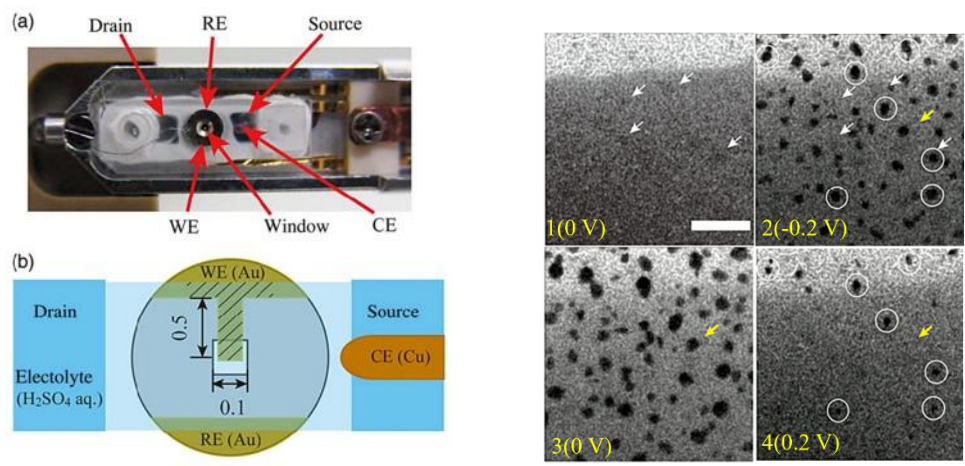 (a)
Drain
RE
Source
WE
Window
CE
(b)
WE (Au)
Drain
Source
0.5
CE (Cu)
Electolyte
(H₂SO₄ aq.)
0.1
RE (Au)
1(0 V)
2(-0.2 V)
3(0 V)
4(0.2 V)